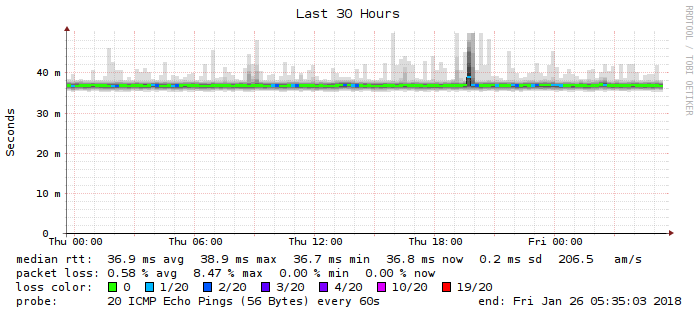 Last 30 Hours
RRDTOOL / TOBI OETIKER
Seconds
40 m
30 m
20 m
10 m
0
Thu 00:00 Thu 06:00 Thu 12:00 Thu 18:00 Fri 00:00
median rtt: 36.9 ms avg 38.9 ms max 36.7 ms min 36.8 ms now 0.2 ms sd 206.5 am/s
packet loss: 0.58 % avg 8.47 % max 0.00 % min 0.00 % now
loss color: 0 1/20 2/20 3/20 4/20 10/20 19/20
probe: 20 ICMP Echo Pings (56 Bytes) every 60s end: Fri Jan 26 05:35:03 2018